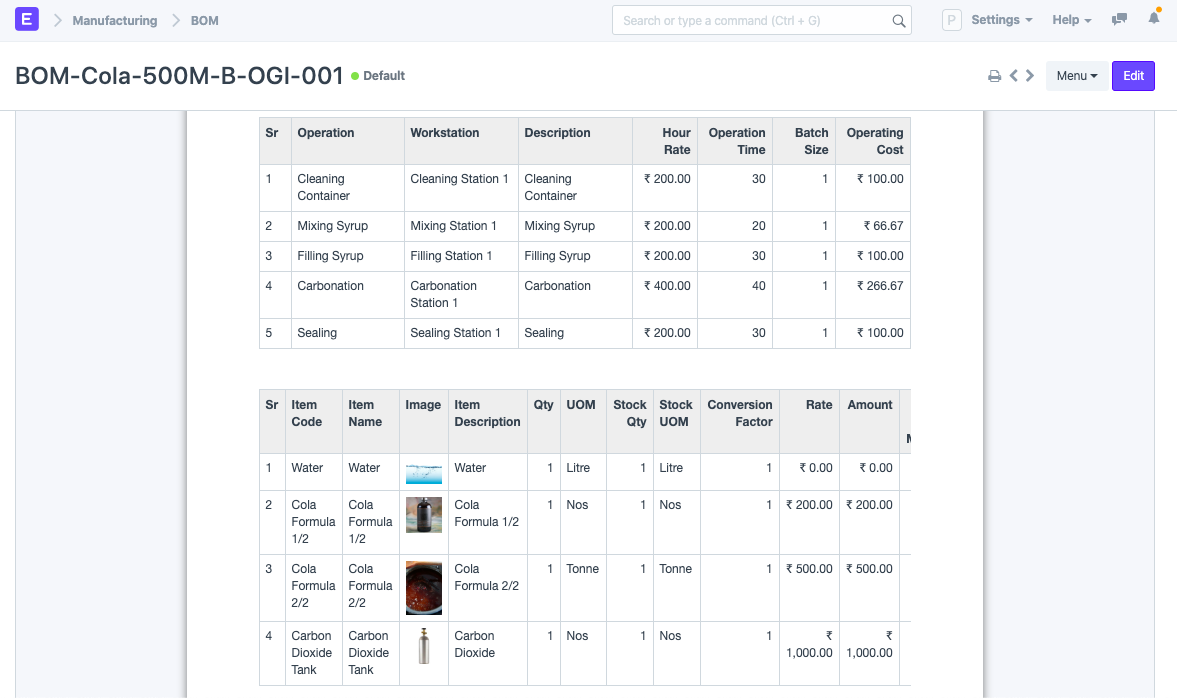 E
Manufacturing
BOM
Search or type a command (Ctrl + G)
P
Settings
Help
BOM-Cola-500M-B-OGI-001
Default
Menu
Edit
Sr Operation Workstation Description Hour Operation Batch Operating
Rate Time Size Cost
1 Cleaning Cleaning Station 1 Cleaning ₹ 200.00 30 1 ₹ 100.00
Container Container
2 Mixing Syrup Mixing Station 1 Mixing Syrup ₹ 200.00 20 1 ₹ 66.67
3 Filling Syrup Filling Station 1 Filling Syrup ₹ 200.00 30 1 ₹ 100.00
4 Carbonation Carbonation Carbonation ₹ 400.00 40 1 ₹ 266.67
Station 1
5 Sealing Sealing Station 1 Sealing ₹ 200.00 30 1 ₹ 100.00
Sr Item Item Image Item Qty UOM Stock Stock Conversion Rate Amount
Code Name Description Qty UOM Factor
1 Water Water Water 1 Litre 1 Litre 1 ₹ 0.00 ₹ 0.00
2 Cola Cola Cola 1 Nos 1 Nos 1 ₹ 200.00 ₹ 200.00
Formula Formula Formula 1/2
1/2 1/2
3 Cola Cola Cola 1 Tonne 1 Tonne 1 ₹ 500.00 ₹ 500.00
Formula Formula Formula 2/2
2/2 2/2
4 Carbon Carbon Carbon 1 Nos 1 Nos 1 ₹ ₹
Dioxide Dioxide Dioxide 1,000.00 1,000.00
Tank Tank